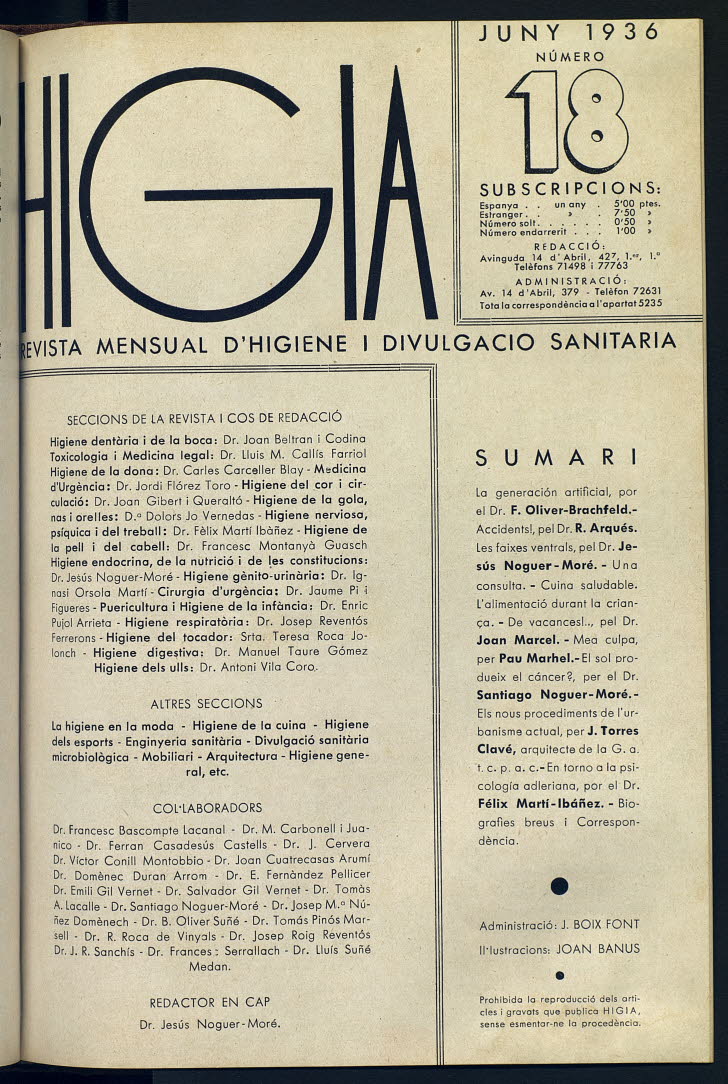 HIGIA
JUNY 1936
NÚMERO
18
SUBSCRIPCIONS:
Espanya . . un any . 5'00 ptes.
Estranger . . » . 7'50 »
Número solt . . . . . . 0'50 »
Número endarrerit . . . 1'00 »
REDACCIÓ:
Avinguda 14 d'Abril, 427, 1.er, 1.ª
Telèfons 71498 i 77763
ADMINISTRACIÓ:
Av. 14 d'Abril, 379 - Telèfon 72631
Tota la correspondència a l'apartat 5235
REVISTA MENSUAL D'HIGIENE I DIVULGACIO SANITARIA
SECCIONS DE LA REVISTA I COS DE REDACCIÓ
Higiene dentària i de la boca: Dr. Joan Beltran i Codina
Toxicologia i Medicina legal: Dr. Lluis M. Callís Farriol
Higiene de la dona: Dr. Carles Carceller Blay - Medicina
d'Urgència: Dr. Jordi Flórez Toro - Higiene del cor i cir-
culació: Dr. Joan Gibert i Queraltó - Higiene de la gola,
nas i orelles: D.ª Dolors Jo Vernedas - Higiene nerviosa,
psíquica i del treball: Dr. Fèlix Martí Ibàñez - Higiene de
la pell i del cabell: Dr. Francesc Montanyà Guasch
Higiene endocrina, de la nutrició i de les constitucions:
Dr. Jesús Noguer-Moré - Higiene gènito-urinària: Dr. Ig-
nasi Orsola Martí - Cirurgia d'urgència: Dr. Jaume Pi i
Figueres - Puericultura i Higiene de la infància: Dr. Enric
Pujol Arrieta - Higiene respiratòria: Dr. Josep Reventós
Ferrerons - Higiene del tocador: Srta. Teresa Roca Jo-
lonch - Higiene digestiva: Dr. Manuel Taure Gómez
Higiene dels ulls: Dr. Antoni Vila Coro.
ALTRES SECCIONS
La higiene en la moda - Higiene de la cuina - Higiene
dels esports - Enginyeria sanitària - Divulgació sanitària
microbiològica - Mobiliari - Arquitectura - Higiene gene-
ral, etc.
COL·LABORADORS
Dr. Francesc Bascompte Lacanal - Dr. M. Carbonell i Jua-
nico - Dr. Ferran Casadesús Castells - Dr. J. Cervera
Dr. Víctor Conill Montobbio - Dr. Joan Cuatrecasas Arumí
Dr. Domènec Duran Arrom - Dr. E. Fernàndez Pellicer
Dr. Emili Gil Vernet - Dr. Salvador Gil Vernet - Dr. Tomàs
A. Lacalle - Dr. Santiago Noguer-Moré - Dr. Josep M.ª Nú-
ñez Domènech - Dr. B. Oliver Suñé - Dr. Tomás Pinós Mar-
sell - Dr. R. Roca de Vinyals - Dr. Josep Roig Reventós
Dr. J. R. Sanchís - Dr. Francesc Serrallach - Dr. Lluís Suñé
Medan.
REDACTOR EN CAP
Dr. Jesús Noguer-Moré.
SUMARI
La generación artificial, por
el Dr. F. Oliver-Brachfeld.-
Accidents!, pel Dr. R. Arqués.
Les faixes ventrals, pel Dr. Je-
sús Noguer-Moré. - Una
consulta. - Cuina saludable.
L'alimentació durant la crian-
ça. - De vacances!.., pel Dr.
Joan Marcel. - Mea culpa,
per Pau Marhel.- El sol pro-
dueix el cáncer?, per el Dr.
Santiago Noguer-Moré.-
Els nous procediments de l'ur-
banisme actual, per J. Torres
Clavé, arquitecte de la G. a.
t. c. p. a. c.- En torno a la psi-
cología adleriana, por el Dr.
Félix Martí-Ibáñez. - Bio-
grafies breus i Correspon-
dència.
Administració: J. BOIX FONT
Il·lustracions: JOAN BANUS
Prohibida la reproducció dels arti-
cles i gravats que publica HIGIA,
sense esmentar-ne la procedència.